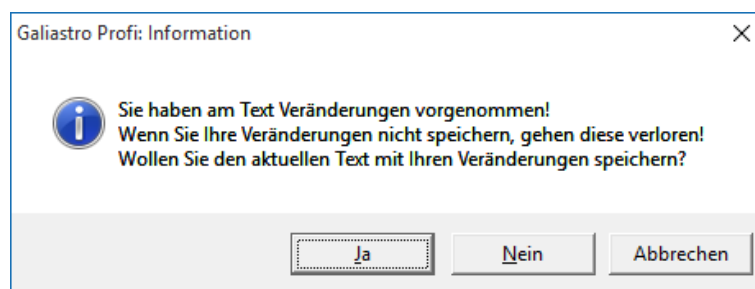 Galiastro Profi: Information
Sie haben am Text Veränderungen vorgenommen!
Wenn Sie Ihre Veränderungen nicht speichern, gehen diese verloren!
Wollen Sie den aktuellen Text mit Ihren Veränderungen speichern?
Ja Nein Abbrechen